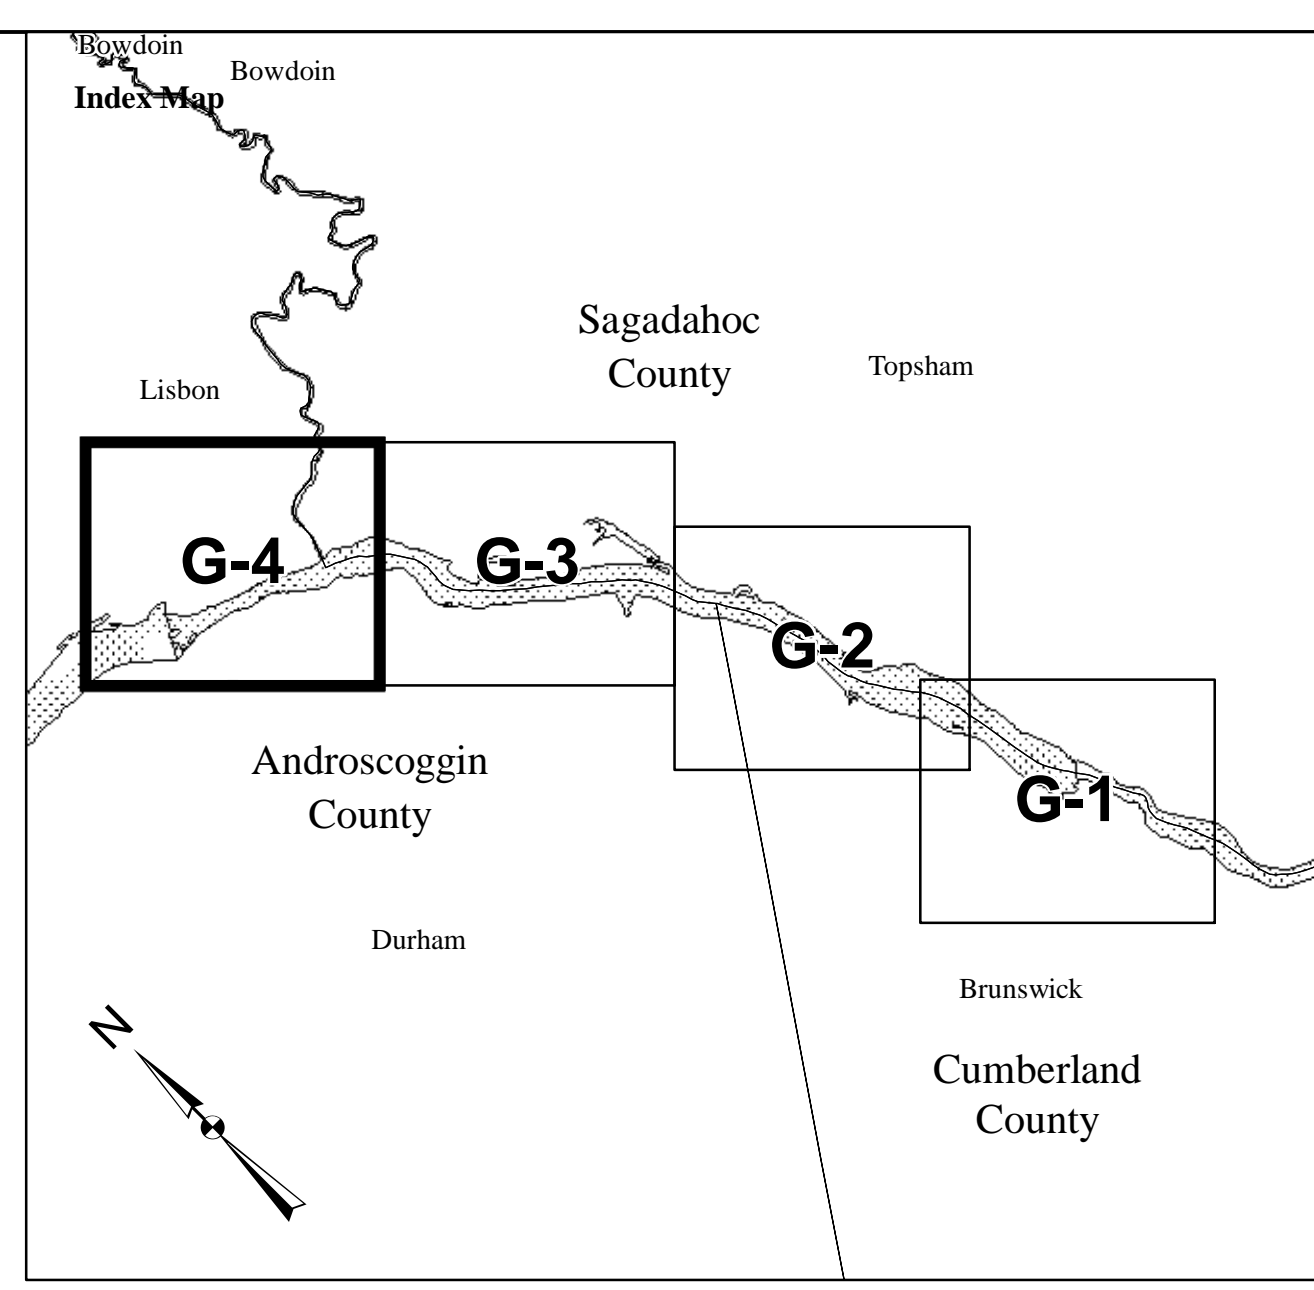 Bowdoin
Bowdoin
Index Map
Sagadahoc
County
Topsham
Lisbon
G-4
G-3
G-2
G-1
Androscoggin
County
Durham
Brunswick
N
Cumberland
County